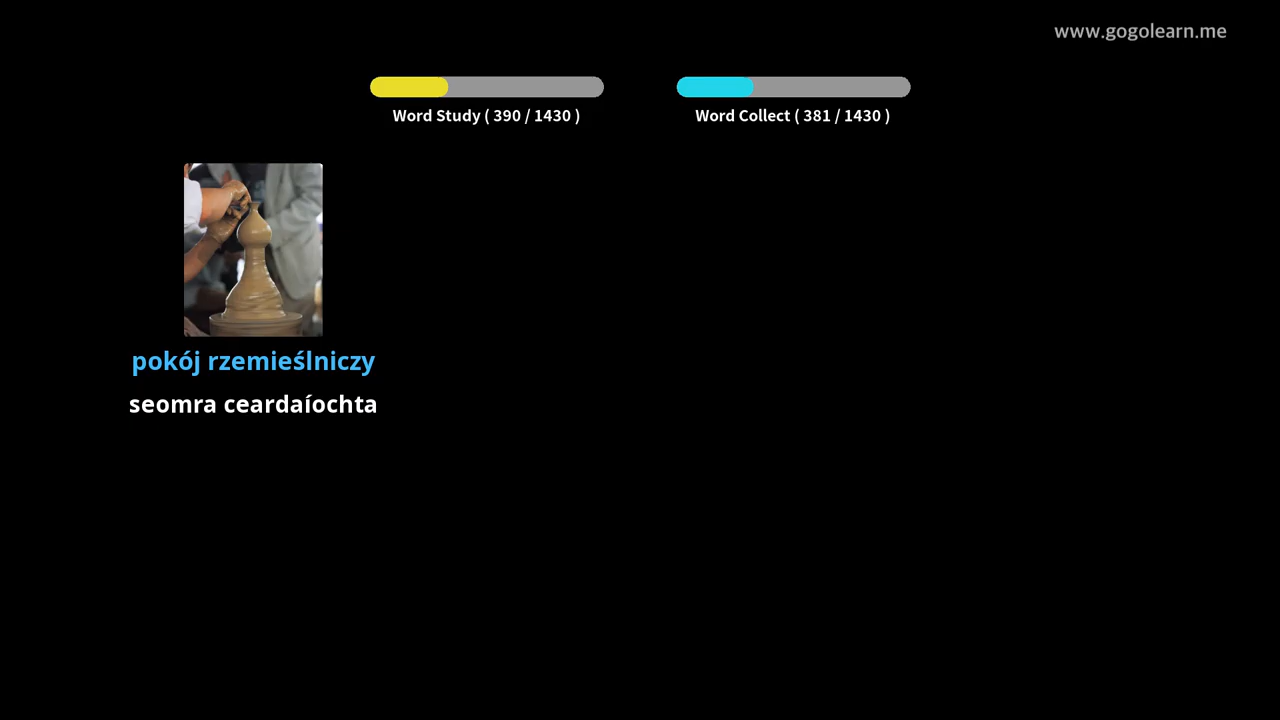 www.gogolearn.me
Word Study ( 390 / 1430 )
Word Collect ( 381 / 1430 )
pokój rzemieślniczy
seomra ceardaíochta